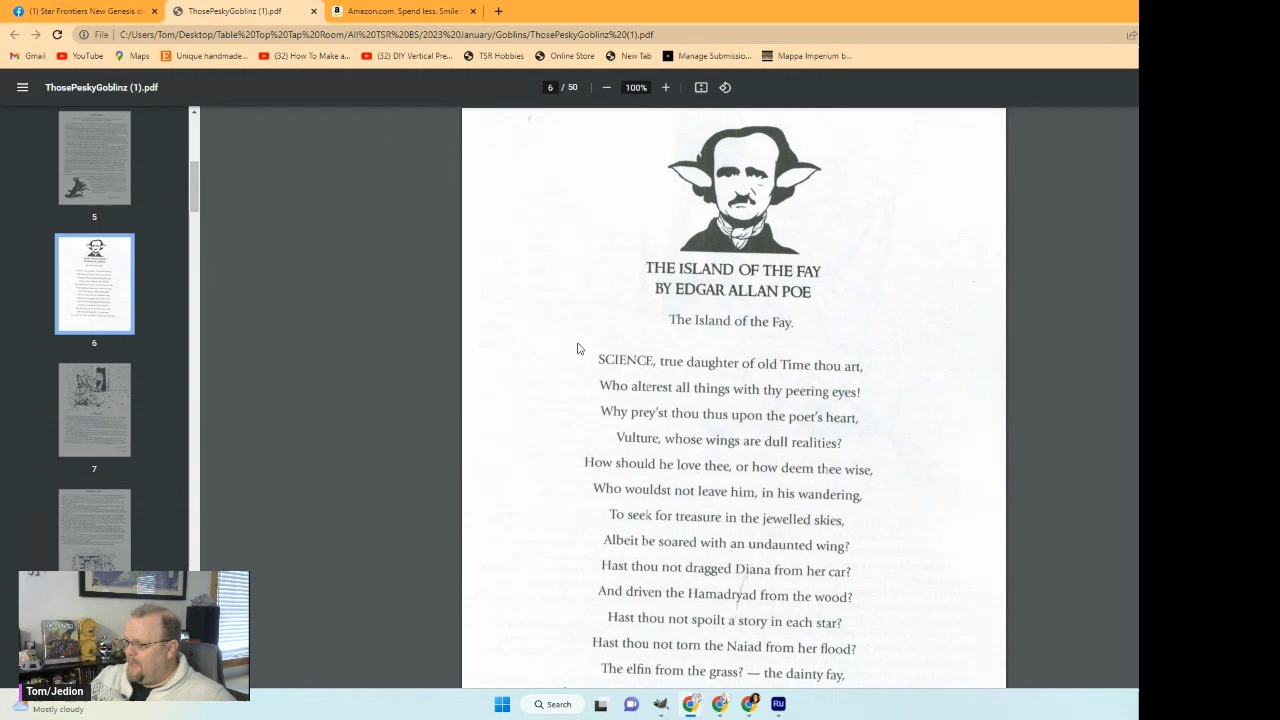 (1) Star Frontiers New Genesis d
ThosePeskyGoblinz (1).pdf
Amazon.com. Spend less. Smile
File
C:/Users/Tom/Desktop/Table%20Top%20Tap%20Room/All%20TSR%20BS/2023%20January/Goblins/ThosePeskyGoblinz%20(1).pdf
Gmail
YouTube
Maps
Unique handmade...
(32) How To Make a...
(32) DIY Vertical Pre...
TSR Hobbies
Online Store
New Tab
Manage Submissio...
Mappa Imperium b...
ThosePeskyGoblinz (1).pdf
6 / 50
100%
5
6
7
THE ISLAND OF THE FAY
BY EDGAR ALLAN POE
The Island of the Fay.
SCIENCE, true daughter of old Time thou art,
Who alterest all things with thy peering eyes!
Why prey'st thou thus upon the poet's heart,
Vulture, whose wings are dull realities?
How should he love thee, or how deem thee wise,
Who wouldst not leave him, in his wandering,
To seek for treasure in the jewelled skies,
Albeit be soared with an undaunted wing?
Hast thou not dragged Diana from her car?
And driven the Hamadryad from the wood?
Hast thou not spoilt a story in each star?
Hast thou not torn the Naiad from her flood?
The elfin from the grass? — the dainty fay,
Tom/Jedion
Mostly cloudy
Search
Ru